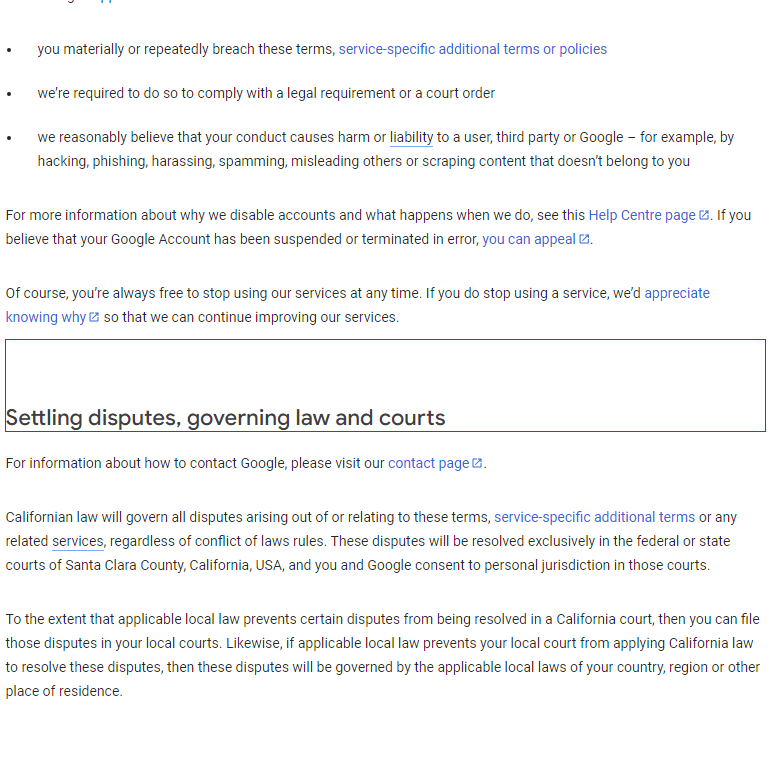 you materially or repeatedly breach these terms, service-specific additional terms or policies
we're required to do so to comply with a legal requirement or a court order
we reasonably believe that your conduct causes harm or liability to a user, third party or Google – for example, by
hacking, phishing, harassing, spamming, misleading others or scraping content that doesn't belong to you
For more information about why we disable accounts and what happens when we do, see this Help Centre page. If you
believe that your Google Account has been suspended or terminated in error, you can appeal.
Of course, you're always free to stop using our services at any time. If you do stop using a service, we'd appreciate
knowing why so that we can continue improving our services.
Settling disputes, governing law and courts
For information about how to contact Google, please visit our contact page.
Californian law will govern all disputes arising out of or relating to these terms, service-specific additional terms or any
related services, regardless of conflict of laws rules. These disputes will be resolved exclusively in the federal or state
courts of Santa Clara County, California, USA, and you and Google consent to personal jurisdiction in those courts.
To the extent that applicable local law prevents certain disputes from being resolved in a California court, then you can file
those disputes in your local courts. Likewise, if applicable local law prevents your local court from applying California law
to resolve these disputes, then these disputes will be governed by the applicable local laws of your country, region or other
place of residence.